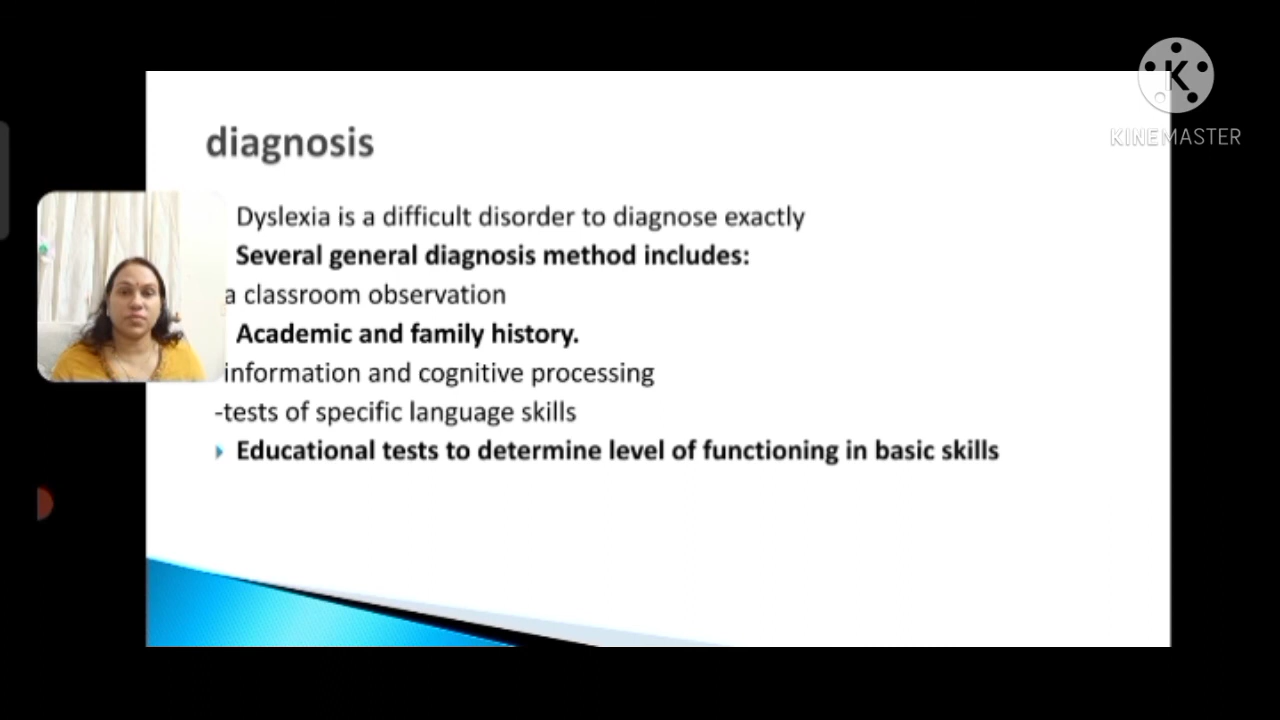 KINEMASTER
diagnosis
Dyslexia is a difficult disorder to diagnose exactly
Several general diagnosis method includes:
a classroom observation
Academic and family history.
information and cognitive processing
-tests of specific language skills
Educational tests to determine level of functioning in basic skills